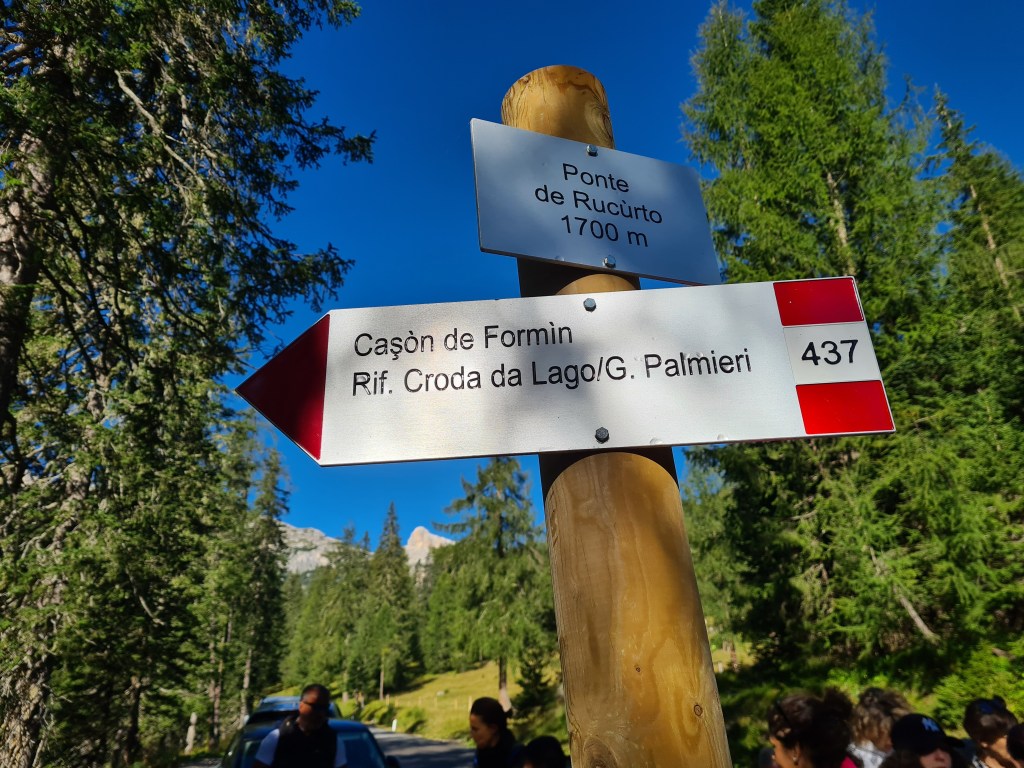 Ponte
de Rucùrto
1700 m
Caşòn de Formìn
Rif. Croda da Lago/G. Palmieri
437